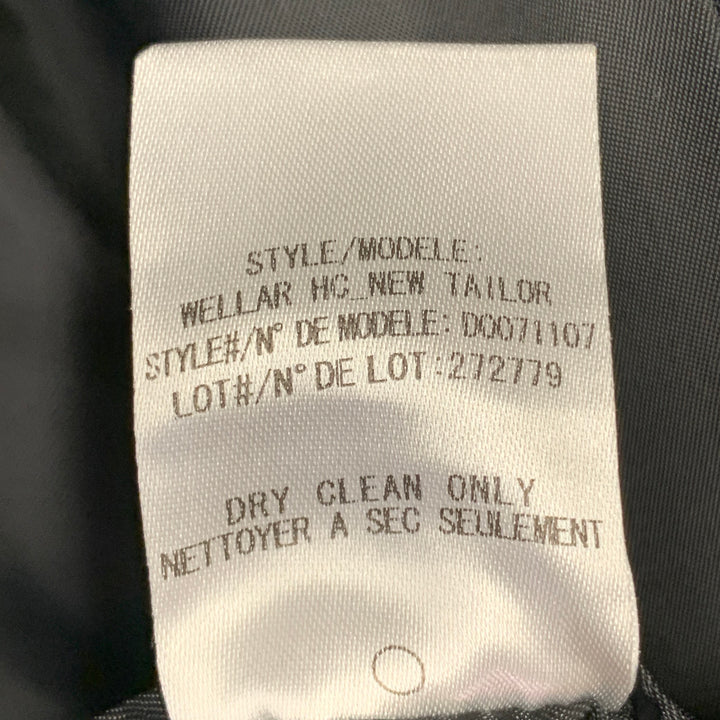 STYLE/MODELE:
WELLAR HC_NEW TAILOR
STYLE#/N° DE MODELE: D0071107
LOT#/N° DE LOT:272779
DRY CLEAN ONLY
NETTOYER A SEC SEULEMENT